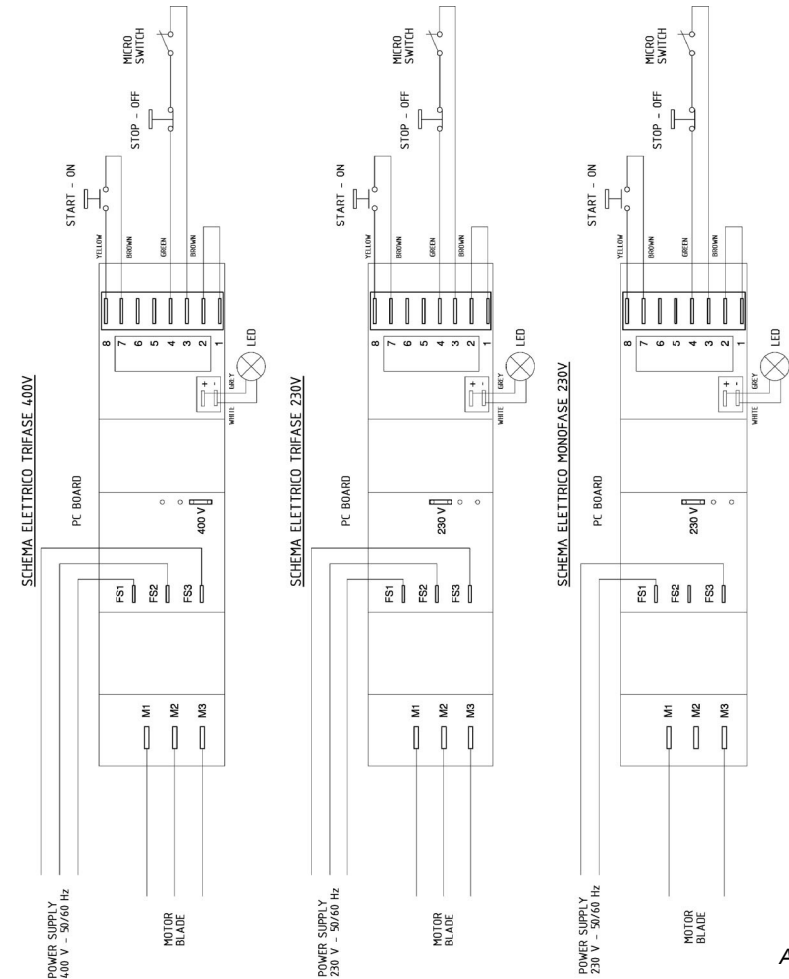 SCHEMA ELETTRICO TRIFASE 400V
POWER SUPPLY
400 V - 50/60 Hz
MOTOR
BLADE
PC BOARD
M1
M2
M3
FS1
FS2
FS3
400 V
+
-
WHITE
GREY
LED
8
7
6
5
4
3
2
1
YELLOW
BROWN
GREEN
BROWN
START - ON
STOP - OFF
MICRO
SWITCH
SCHEMA ELETTRICO TRIFASE 230V
POWER SUPPLY
230 V - 50/60 Hz
MOTOR
BLADE
PC BOARD
M1
M2
M3
FS1
FS2
FS3
230 V
+
-
WHITE
GREY
LED
8
7
6
5
4
3
2
1
YELLOW
BROWN
GREEN
BROWN
START - ON
STOP - OFF
MICRO
SWITCH
SCHEMA ELETTRICO MONOFASE 230V
POWER SUPPLY
230 V - 50/60 Hz
MOTOR
BLADE
PC BOARD
M1
M2
M3
FS1
FS2
FS3
230 V
+
-
WHITE
GREY
LED
8
7
6
5
4
3
2
1
YELLOW
BROWN
GREEN
BROWN
START - ON
STOP - OFF
MICRO
SWITCH
A